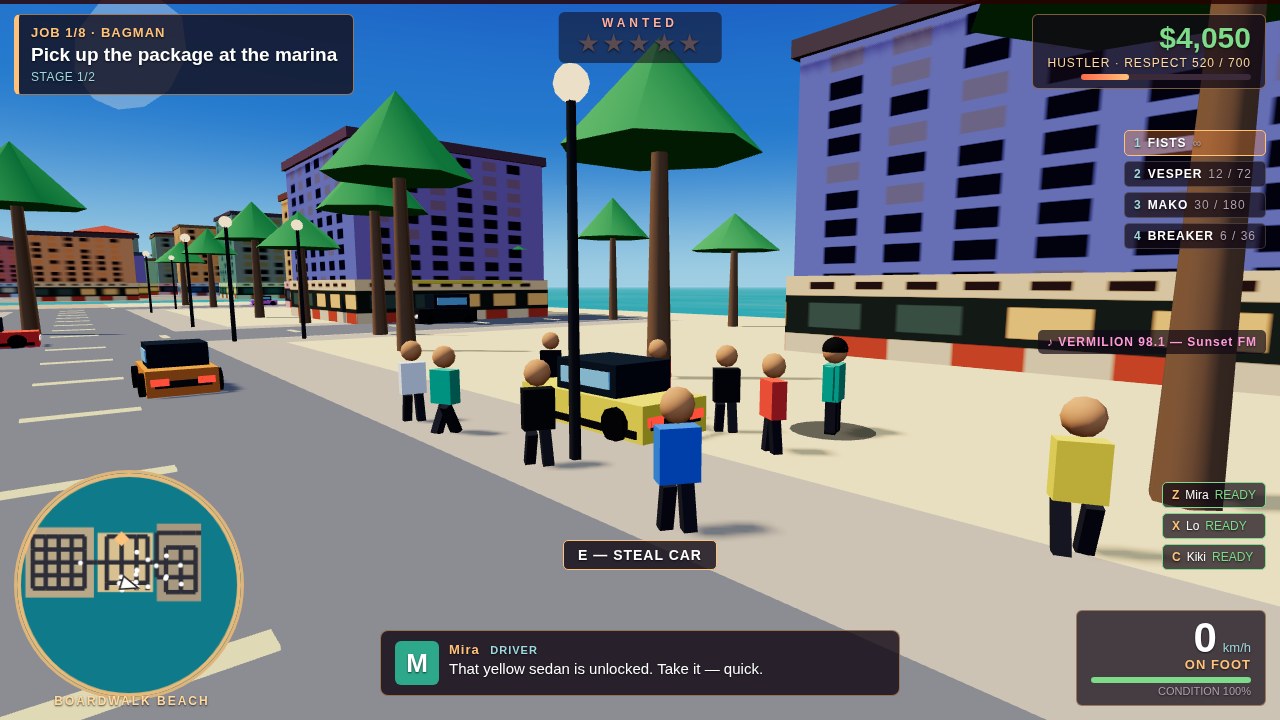 JOB 1/8 · BAGMAN
Pick up the package at the marina
STAGE 1/2
WANTED
$4,050
HUSTLER · RESPECT 520 / 700
1 FISTS ∞
2 VESPER 12 / 72
3 MAKO 30 / 180
4 BREAKER 6 / 36
♪ VERMILION 98.1 — Sunset FM
Z Mira READY
X Lo READY
C Kiki READY
E — STEAL CAR
M
Mira DRIVER
That yellow sedan is unlocked. Take it — quick.
BOARDWALK BEACH
0 km/h
ON FOOT
CONDITION 100%